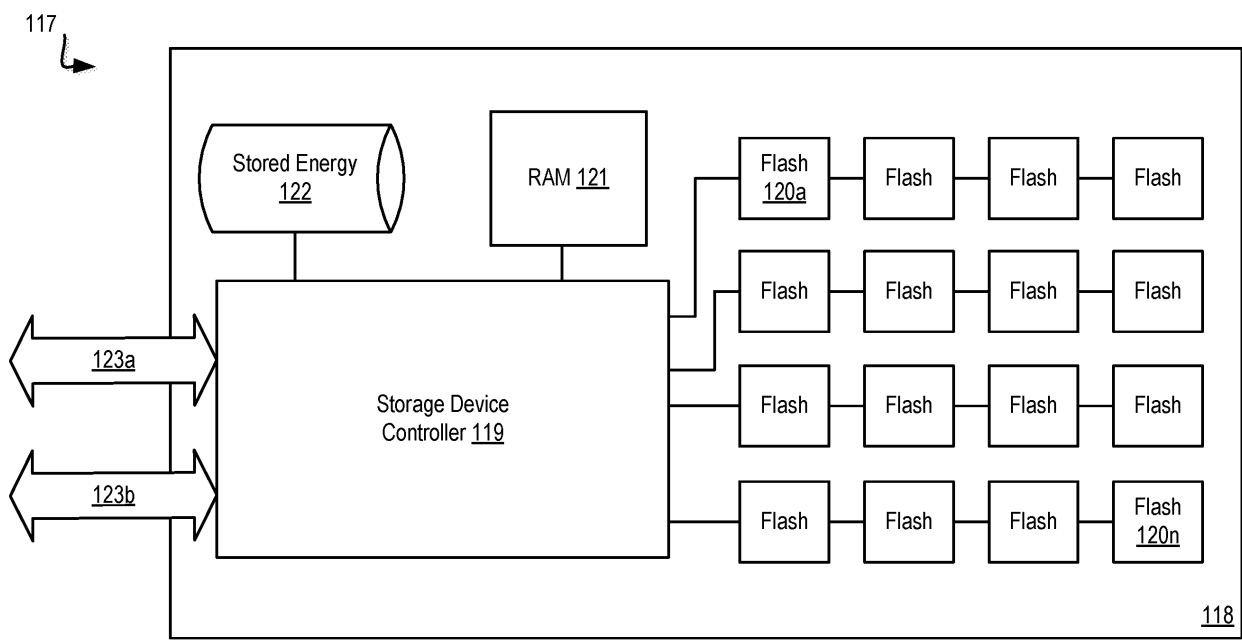 117
Stored Energy
122
RAM 121
Flash
120a
Flash
Flash
Flash
Flash
Flash
Flash
Flash
123a
Storage Device
Controller 119
Flash
Flash
Flash
Flash
123b
Flash
Flash
Flash
Flash
120n
118